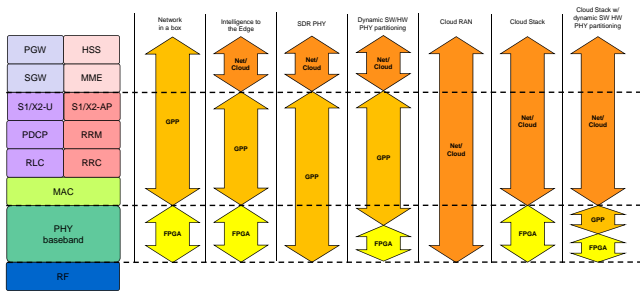 Network
in a box
Intelligence to
the Edge
SDR PHY
Dynamic SW/HW
PHY partitioning
Cloud RAN
Cloud Stack
Cloud Stack w/
dynamic SW HW
PHY partitioning
PGW
HSS
SGW
MME
S1/X2-U
S1/X2-AP
PDCP
RRM
RLC
RRC
MAC
PHY
baseband
RF
GPP
FPGA
Net/
Cloud
GPP
FPGA
Net/
Cloud
GPP
Net/
Cloud
GPP
FPGA
Net/
Cloud
Net/
Cloud
FPGA
Net/
Cloud
GPP
FPGA